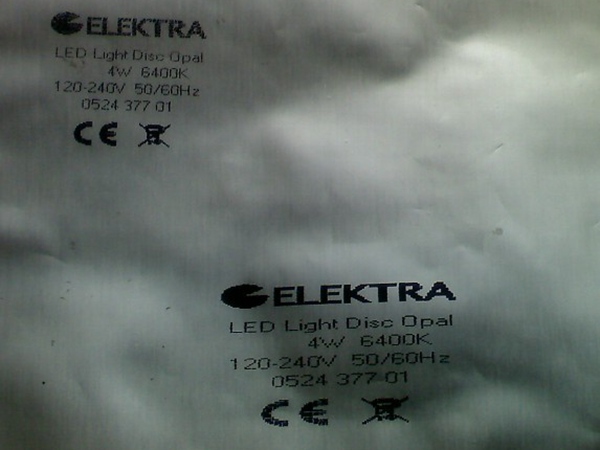 ELEKTRA
LED Light Disc Opal
4W 6400K
120-240V 50/60Hz
0524 377 01
CE
ELEKTRA
LED Light Disc Opal
4W 6400K
120-240V 50/60Hz
0524 377 01
CE